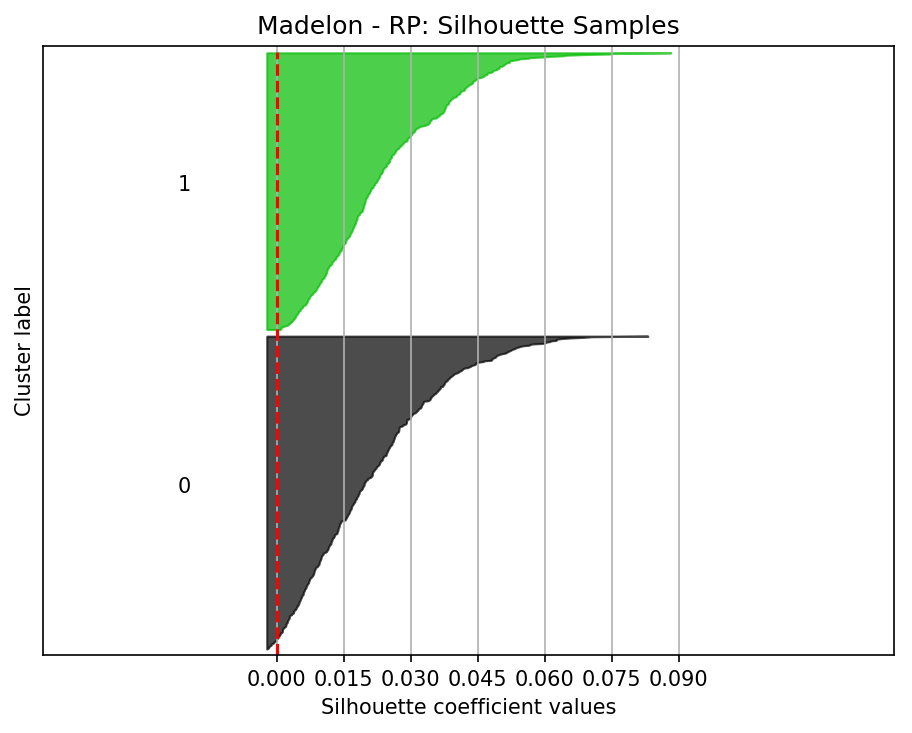 Madelon - RP: Silhouette Samples
Cluster label
1
0
0.000 0.015 0.030 0.045 0.060 0.075 0.090
Silhouette coefficient values